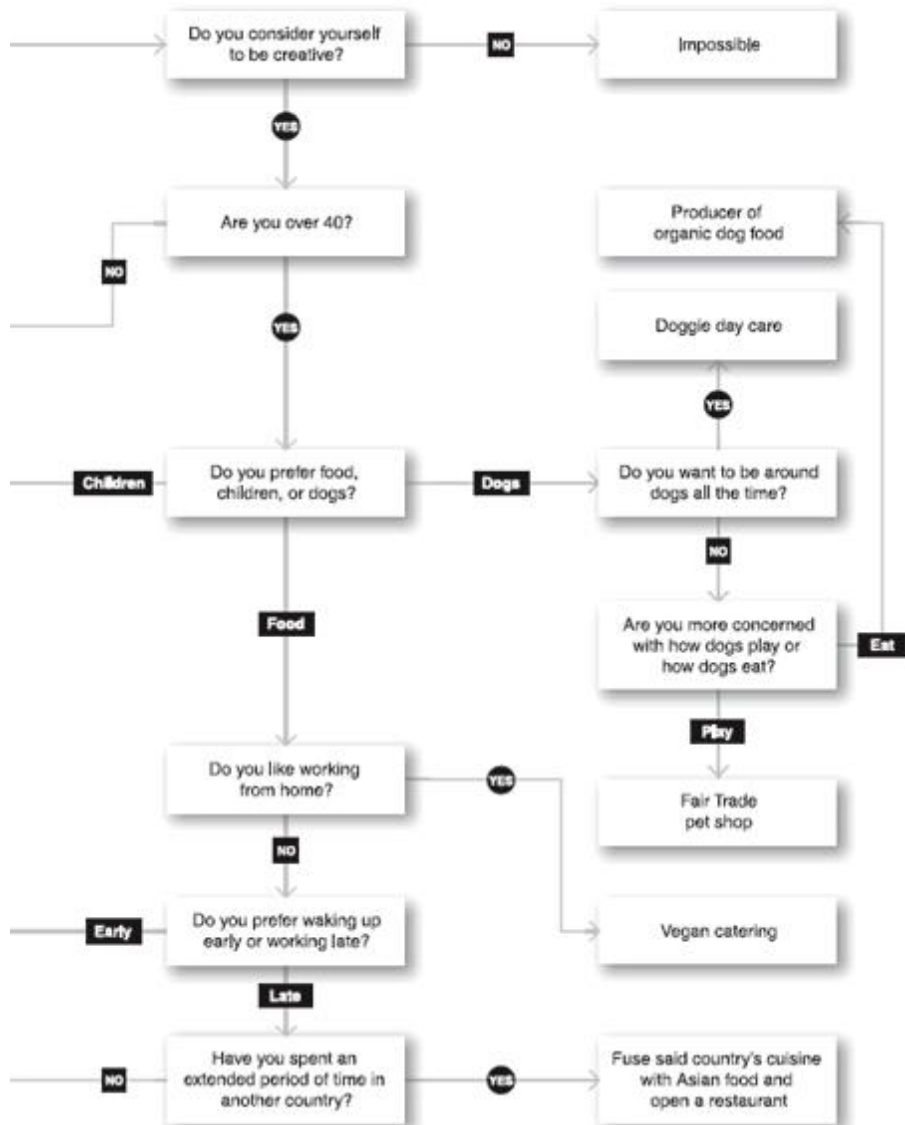 Do you consider yourself
to be creative?
NO
Impossible
YES
Are you over 40?
Producer of
organic dog food
NO
YES
Doggie day care
YES
Children
Do you prefer food,
children, or dogs?
Dogs
Do you want to be around
dogs all the time?
NO
Food
Are you more concerned
with how dogs play or
how dogs eat?
Eat
Play
Do you like working
from home?
YES
Fair Trade
pet shop
NO
Early
Do you prefer waking up
early or working late?
Vegan catering
Late
NO
Have you spent an
extended period of time in
another country?
YES
Fuse said country's cuisine
with Asian food and
open a restaurant